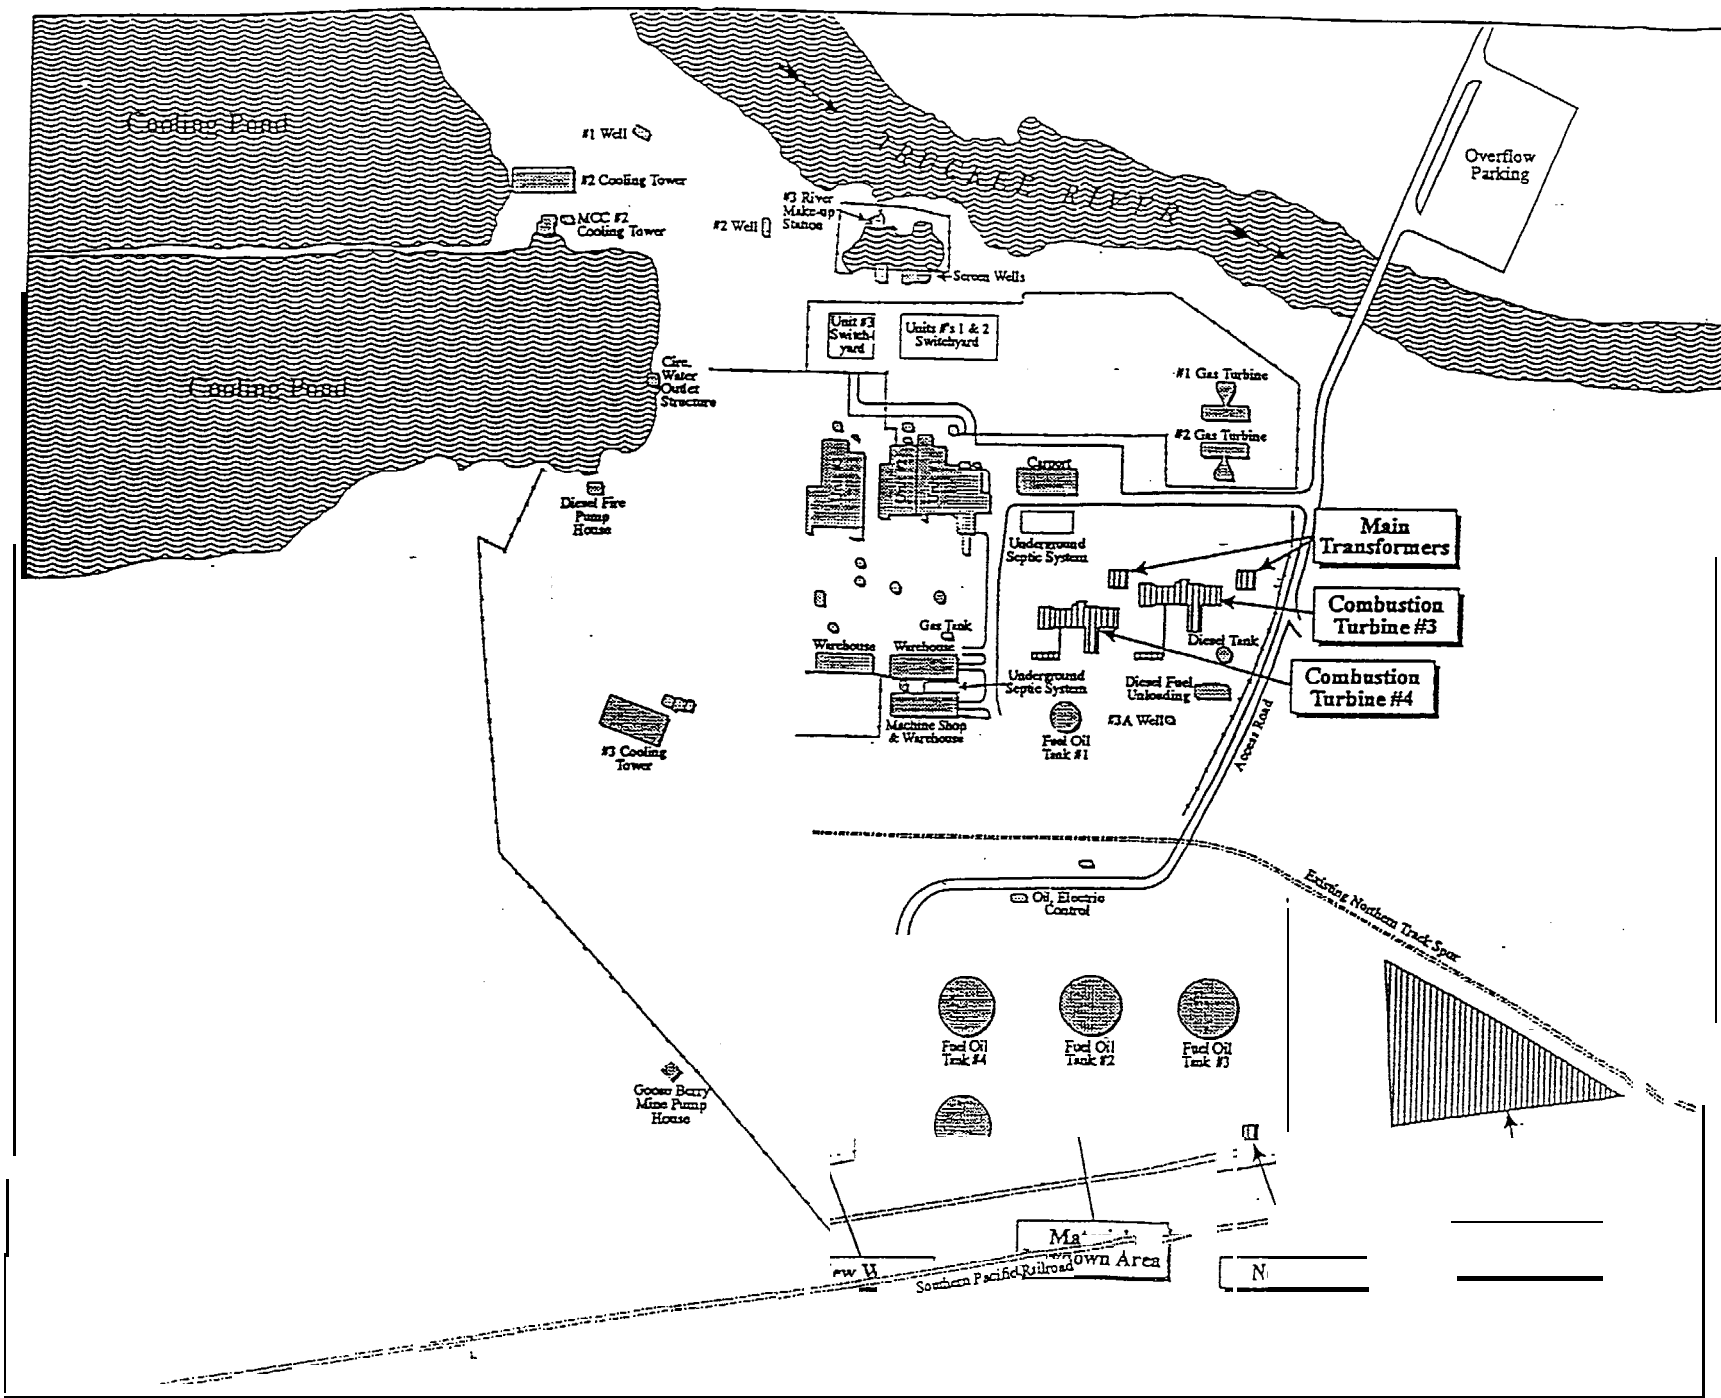 Cooling Pond
#1 Well
#2 Cooling Tower
MCC #2
Cooling Tower
#2 Well
#3 River
Make-up
Station
TRUCKEE RIVER
Overflow
Parking
Screen Wells
Unit #3
Switch-
yard
Units #'s 1 & 2
Switchyard
Cooling Pond
Circ.
Water
Outlet
Structure
#1 Gas Turbine
#2 Gas Turbine
Carport
Diesel Fire
Pump
House
Underground
Septic System
Main
Transformers
Combustion
Turbine #3
Combustion
Turbine #4
Gas Tank
Warehouse
Warehouse
Diesel Tank
Underground
Septic System
Diesel Fuel
Unloading
Machine Shop
& Warehouse
#3A Well
Fuel Oil
Tank #1
#3 Cooling
Tower
Access Road
Existing Northern Track Spur
Oil, Electric
Control
Fuel Oil
Tank #4
Fuel Oil
Tank #2
Fuel Oil
Tank #3
Goose Berry
Mine Pump
House
Area
Southern Pacific Railroad